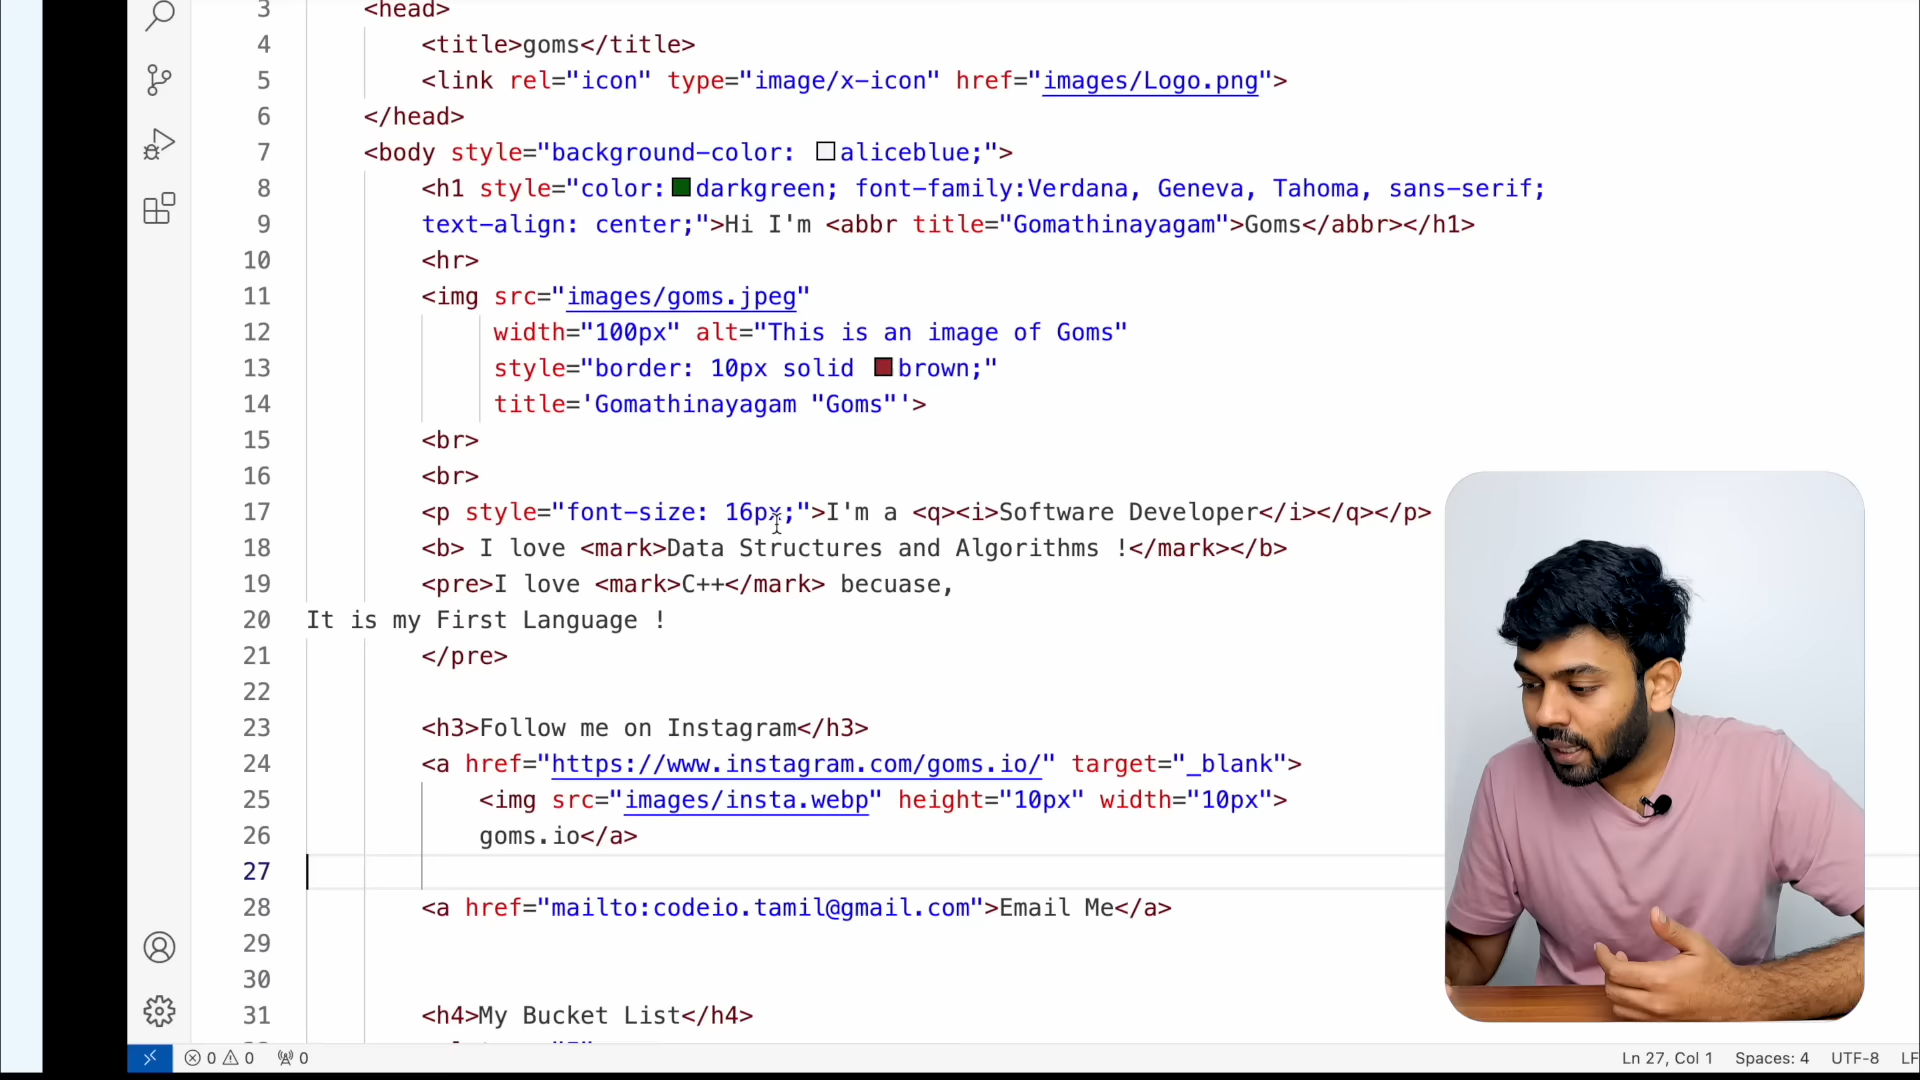 3 <head>
4 <title>goms</title>
5 <link rel="icon" type="image/x-icon" href="images/Logo.png">
6 </head>
7 <body style="background-color: aliceblue;">
8 <h1 style="color: darkgreen; font-family:Verdana, Geneva, Tahoma, sans-serif;
9 text-align: center;">Hi I'm <abbr title="Gomathinayagam">Goms</abbr></h1>
10 <hr>
11 <img src="images/goms.jpeg"
12 width="100px" alt="This is an image of Goms"
13 style="border: 10px solid brown;"
14 title='Gomathinayagam "Goms"'>
15 <br>
16 <br>
17 <p style="font-size: 16px;">I'm a <q><i>Software Developer</i></q></p>
18 <b> I love <mark>Data Structures and Algorithms !</mark></b>
19 <pre>I love <mark>C++</mark> becuase,
20 It is my First Language !
21 </pre>
22
23 <h3>Follow me on Instagram</h3>
24 <a href="https://www.instagram.com/goms.io/" target="_blank">
25 <img src="images/insta.webp" height="10px" width="10px">
26 goms.io</a>
27
28 <a href="mailto:codeio.tamil@gmail.com">Email Me</a>
29
30
31 <h4>My Bucket List</h4>
0 0 0 Ln 27, Col 1 Spaces: 4 UTF-8 LF